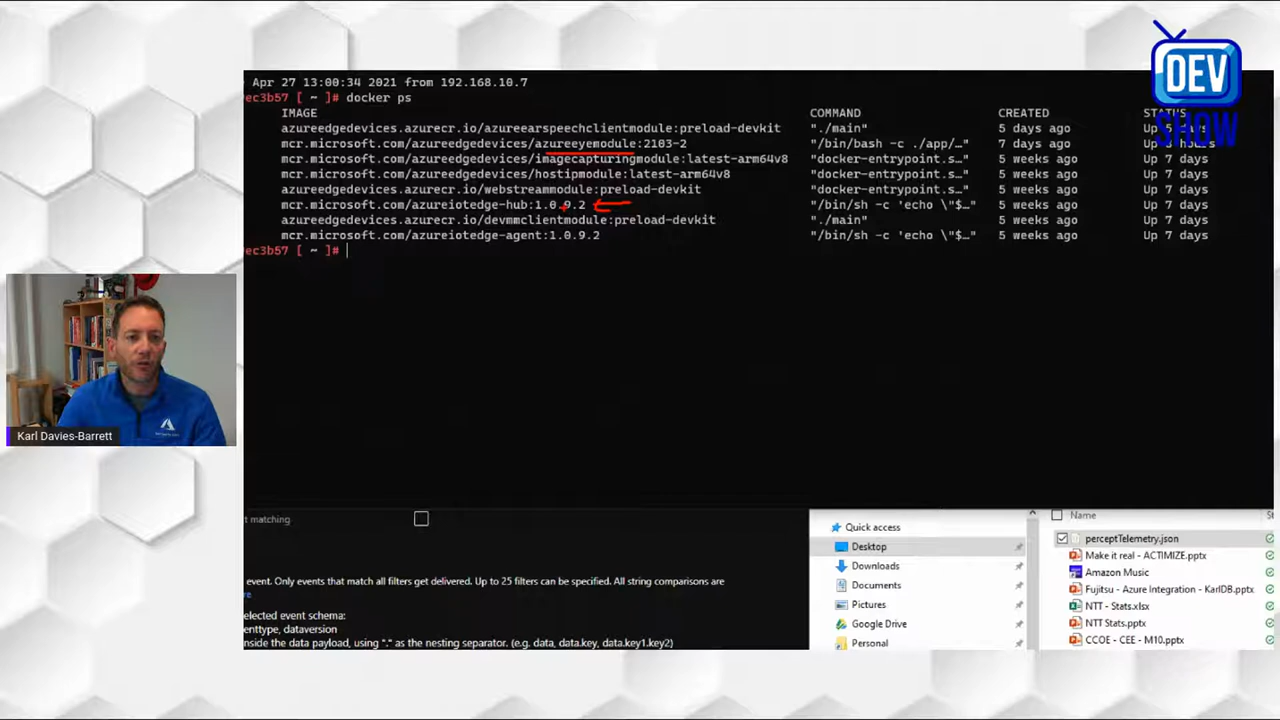 DEV
SHOW
Apr 27 13:00:34 2021 from 192.168.10.7
ec3b57 [ ~ ]# docker ps
IMAGE COMMAND CREATED STATUS
azureedgedevices.azurecr.io/azureearspeechclientmodule:preload-devkit "./main" 5 days ago Up 5
mcr.microsoft.com/azureedgedevices/azureeyemodule:2103-2 "/bin/bash -c ./app/…" 7 days ago Up
mcr.microsoft.com/azureedgedevices/imagecapturingmodule:latest-arm64v8 "docker-entrypoint.s…" 5 weeks ago Up 7 days
mcr.microsoft.com/azureedgedevices/hostipmodule:latest-arm64v8 "docker-entrypoint.s…" 5 weeks ago Up 7 days
azureedgedevices.azurecr.io/webstreammodule:preload-devkit "docker-entrypoint.s…" 5 weeks ago Up 7 days
mcr.microsoft.com/azureiotedge-hub:1.0.9.2 "/bin/sh -c 'echo \"$…" 5 weeks ago Up 7 days
azureedgedevices.azurecr.io/devmmclientmodule:preload-devkit "./main" 5 weeks ago Up 7 days
mcr.microsoft.com/azureiotedge-agent:1.0.9.2 "/bin/sh -c 'echo \"$…" 5 weeks ago Up 7 days
ec3b57 [ ~ ]#
Karl Davies-Barrett
t matching
event. Only events that match all filters get delivered. Up to 25 filters can be specified. All string comparisons are
re
elected event schema:
enttype, dataversion
nside the data payload, using "." as the nesting separator. (e.g. data, data.key, data.key1.key2)
Quick access
Desktop
Downloads
Documents
Pictures
Google Drive
Personal
Name St
perceptTelemetry.json
Make it real - ACTIMIZE.pptx
Amazon Music
Fujitsu - Azure Integration - KarlDB.pptx
NTT - Stats.xlsx
NTT Stats.pptx
CCOE - CEE - M10.pptx